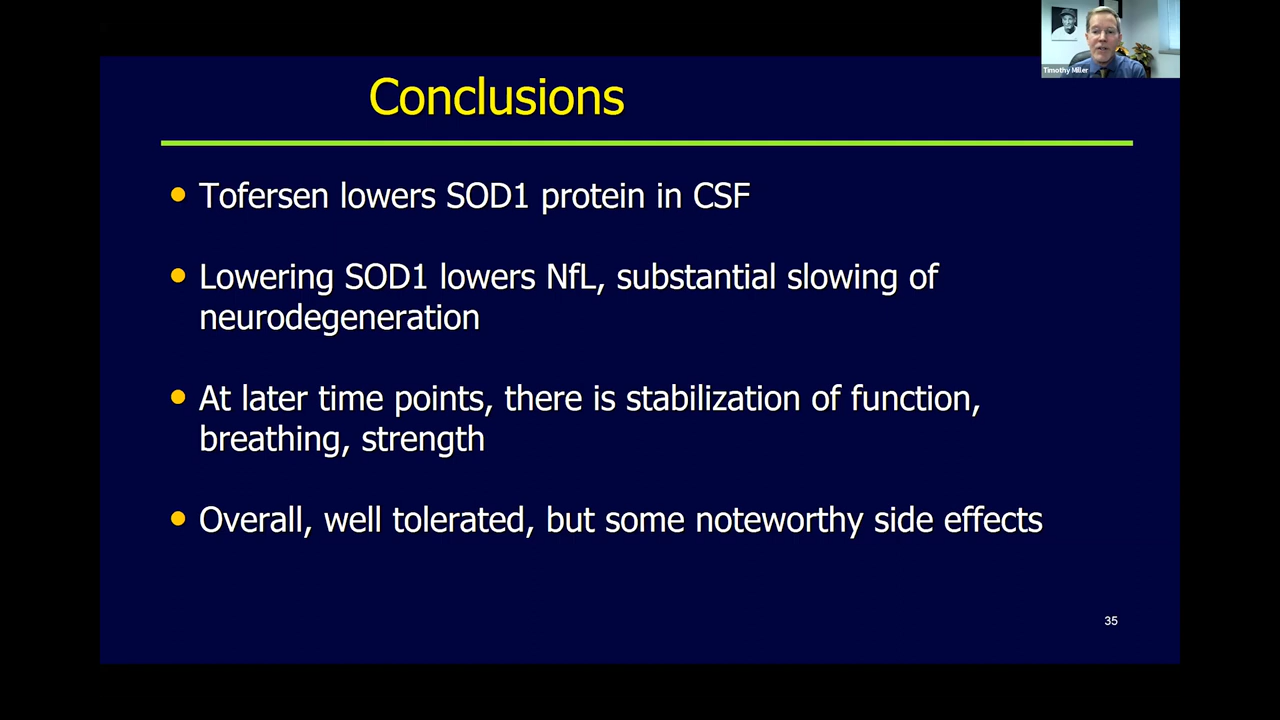 Timothy Miller
Conclusions
Tofersen lowers SOD1 protein in CSF
Lowering SOD1 lowers NfL, substantial slowing of
neurodegeneration
At later time points, there is stabilization of function,
breathing, strength
Overall, well tolerated, but some noteworthy side effects
35